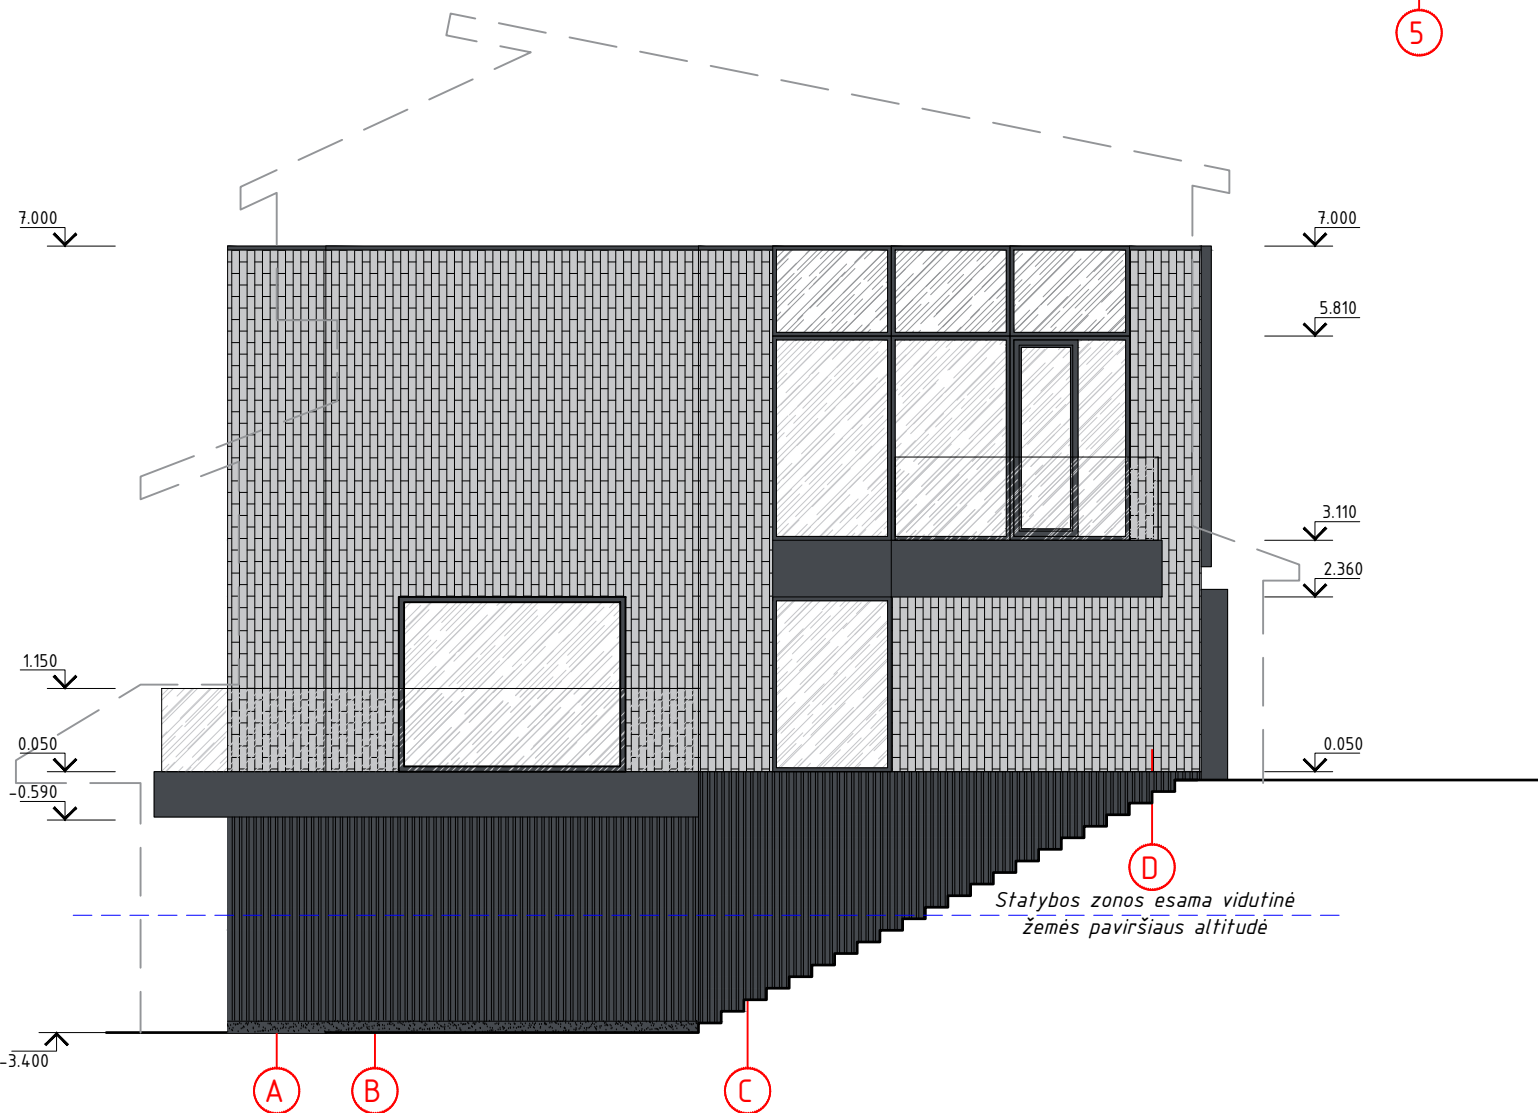 5
7.000
7.000
5.810
3.110
2.360
1.150
0.050
0.050
-0.590
D
Statybos zonos esama vidutinė
žemės paviršiaus altitudė
-3.400
A
B
C